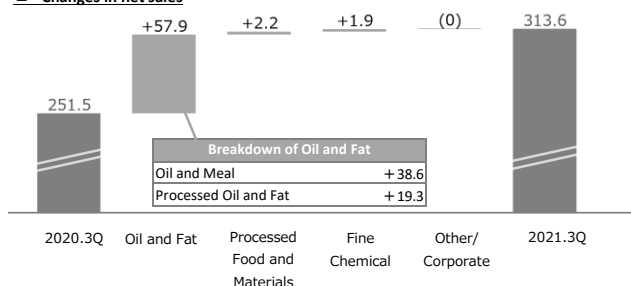 Changes in net sales
+57.9
+2.2
+1.9
(0)
313.6
251.5
Breakdown of Oil and Fat
Oil and Meal +38.6
Processed Oil and Fat +19.3
2020.3Q
Oil and Fat
Processed
Food and
Materials
Fine
Chemical
Other/
Corporate
2021.3Q